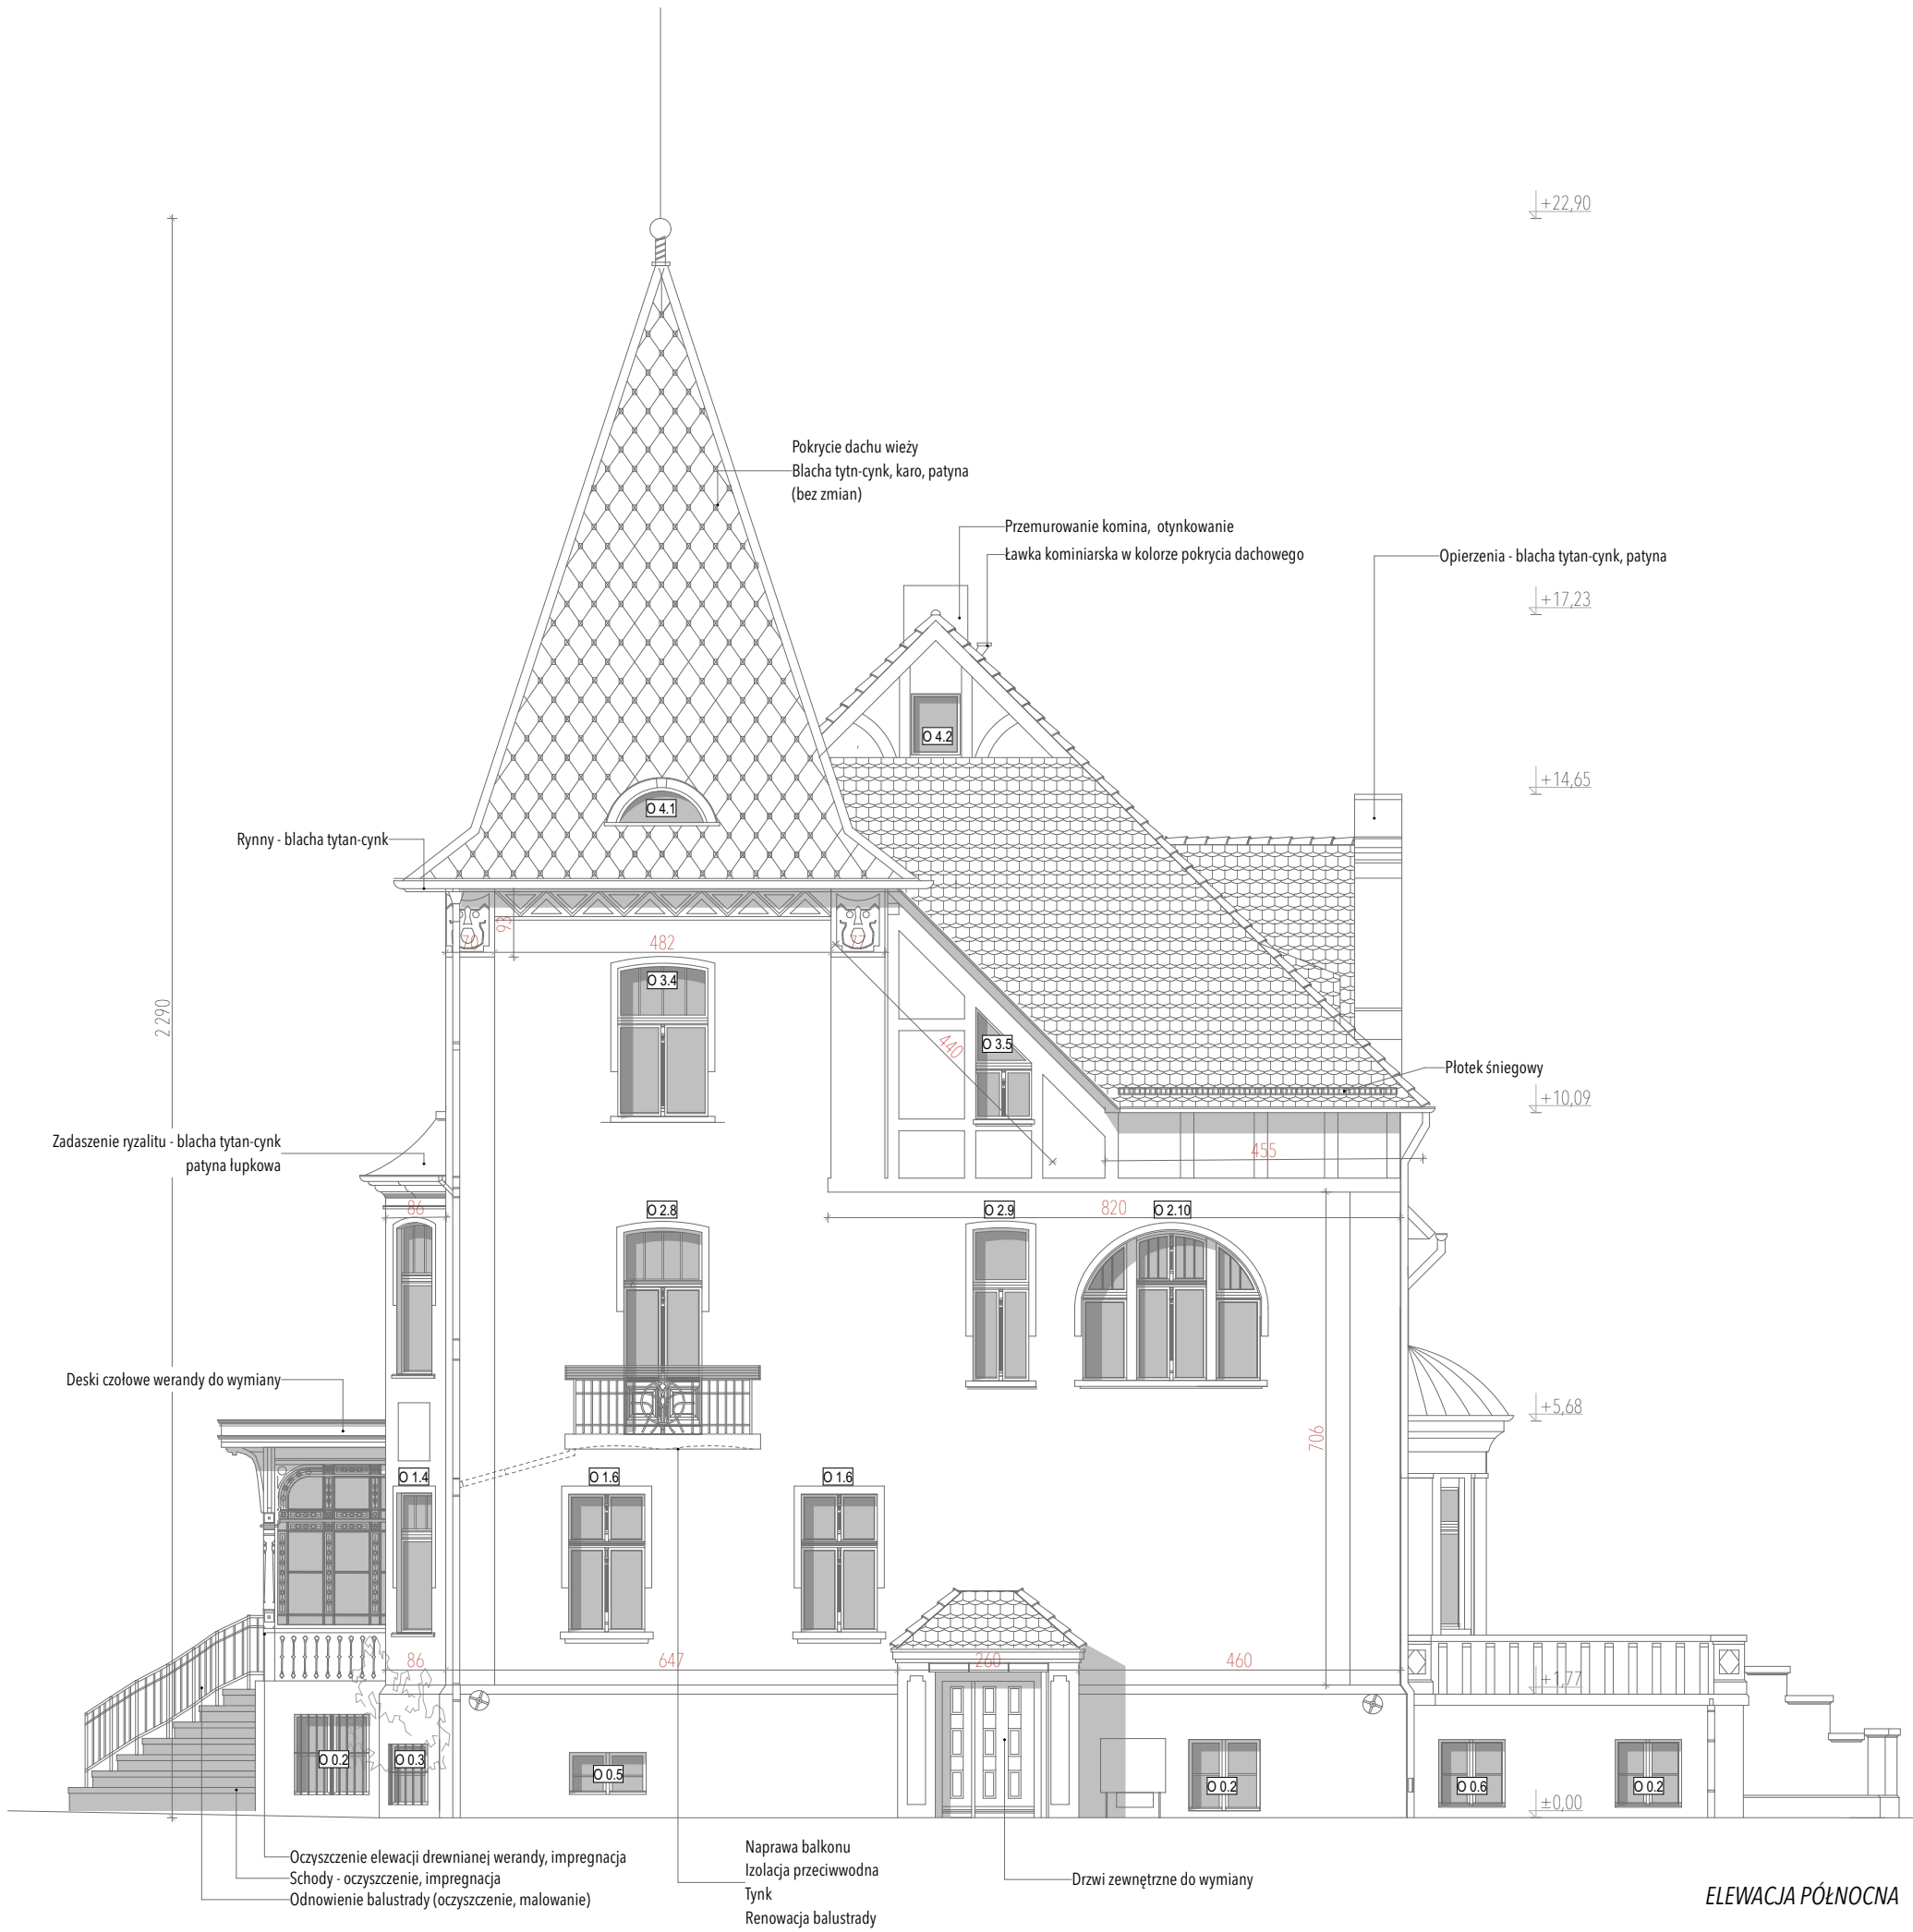 +22,90
Pokrycie dachu wieży
Blacha tytn-cynk, karo, patyna
(bez zmian)
Przemurowanie komina, otynkowanie
Ławka kominiarska w kolorze pokrycia dachowego
Opierzenia - blacha tytan-cynk, patyna
+17,23
O 4.2
+14,65
O 4.1
Rynny - blacha tytan-cynk
93
70
482
77
O 3.4
2 290
440
O 3.5
Płotek śniegowy
+10,09
Zadaszenie ryzalitu - blacha tytan-cynk
patyna łupkowa
455
86
O 2.8
O 2.9
820
O 2.10
Deski czołowe werandy do wymiany
+5,68
706
O 1.4
O 1.6
O 1.6
86
647
260
460
+1,77
O 0.2
O 0.3
O 0.5
O 0.2
O 0.6
O 0.2
±0,00
Oczyszczenie elewacji drewnianej werandy, impregnacja
Schody - oczyszczenie, impregnacja
Odnowienie balustrady (oczyszczenie, malowanie)
Naprawa balkonu
Izolacja przeciwwodna
Tynk
Renowacja balustrady
Drzwi zewnętrzne do wymiany
ELEWACJA PÓŁNOCNA